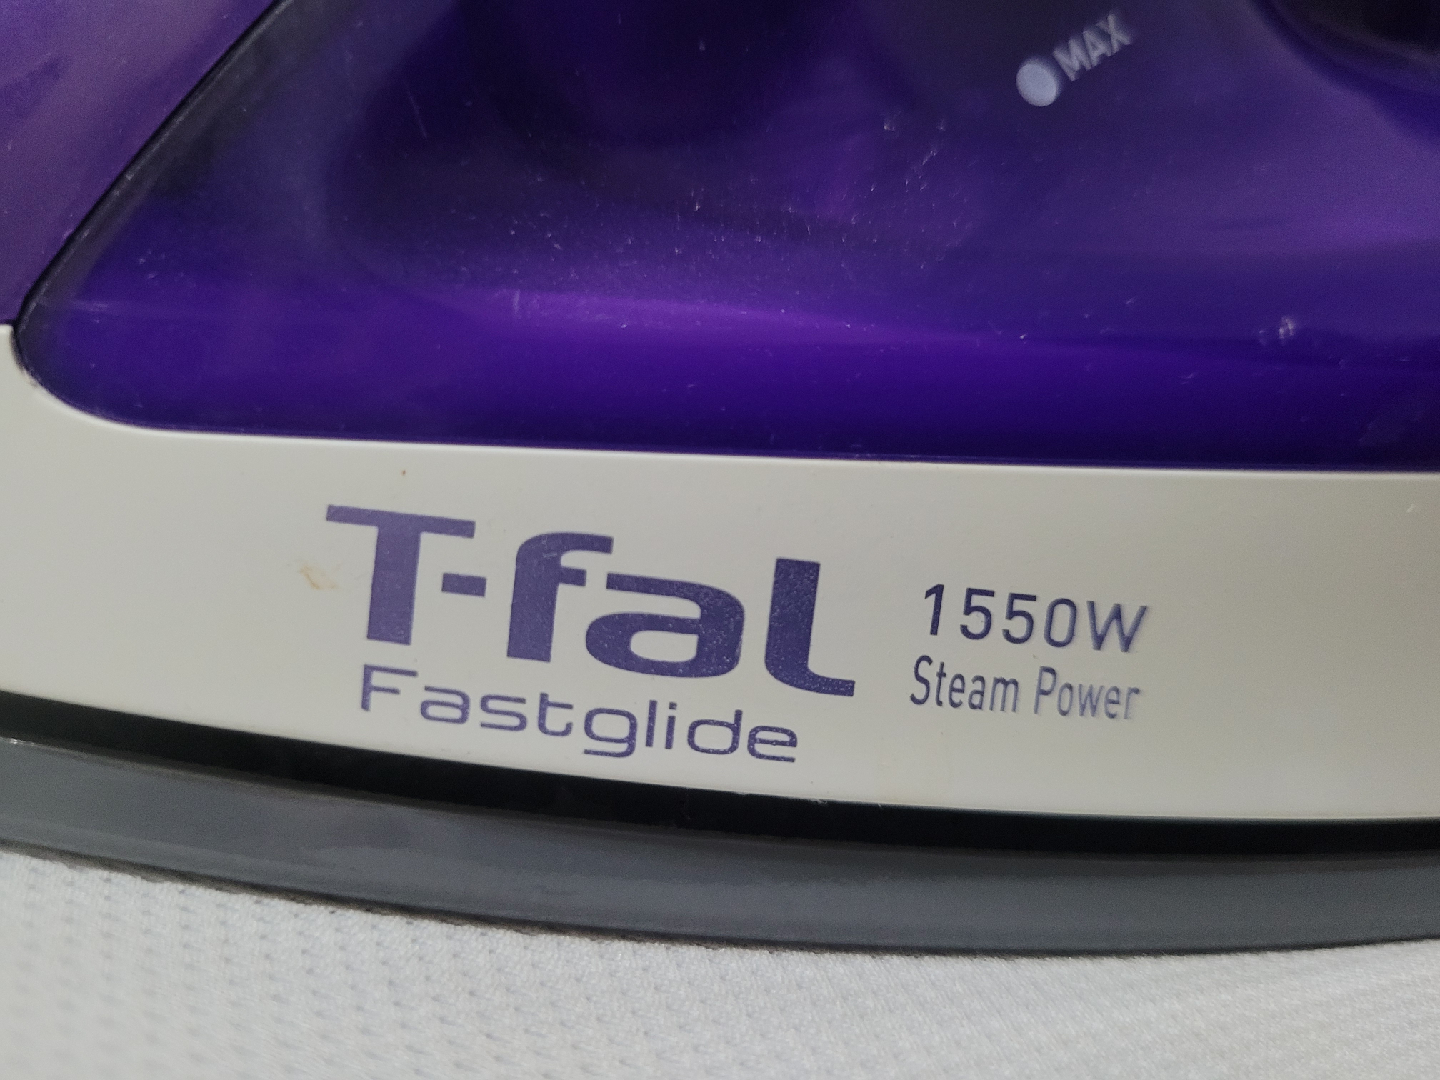 MAX
T-fal
Fastglide
1550W
Steam Power